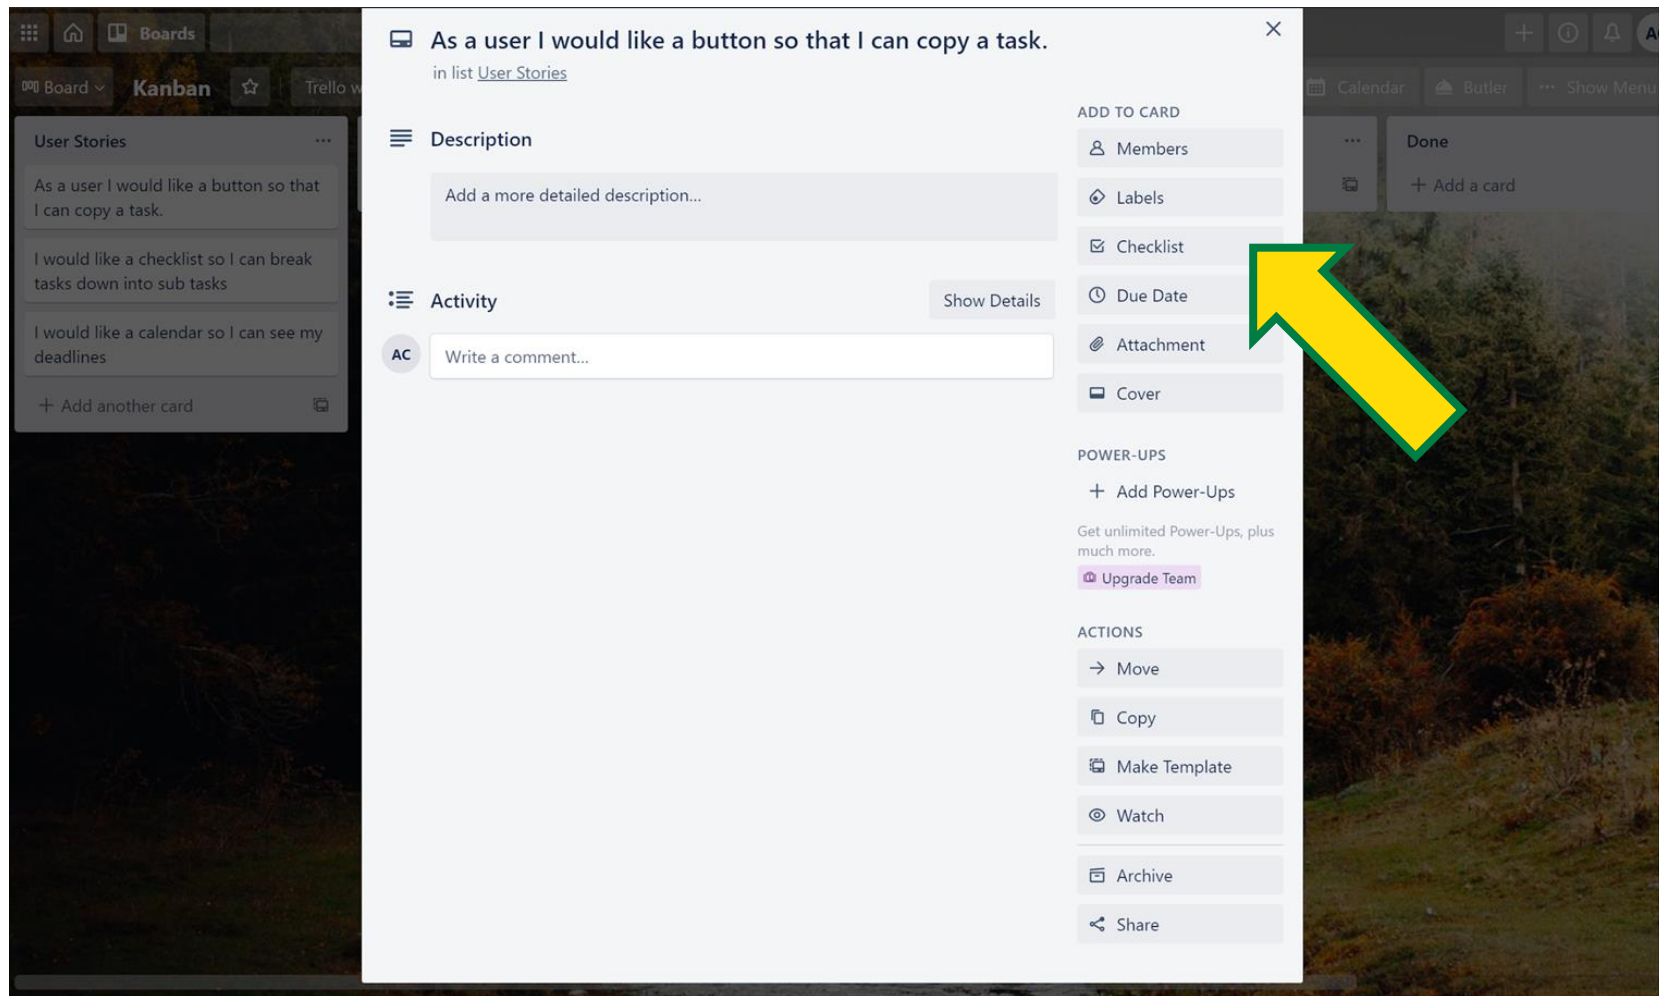 Boards
Board
Kanban
Trello w
Calendar
Butler
Show Menu
User Stories
As a user I would like a button so that
I can copy a task.
I would like a checklist so I can break
tasks down into sub tasks
I would like a calendar so I can see my
deadlines
Add another card
As a user I would like a button so that I can copy a task.
in list User Stories
Description
Add a more detailed description...
Activity
Show Details
AC
Write a comment...
ADD TO CARD
Members
Labels
Checklist
Due Date
Attachment
Cover
POWER-UPS
Add Power-Ups
Get unlimited Power-Ups, plus
much more.
Upgrade Team
ACTIONS
Move
Copy
Make Template
Watch
Archive
Share
Done
Add a card